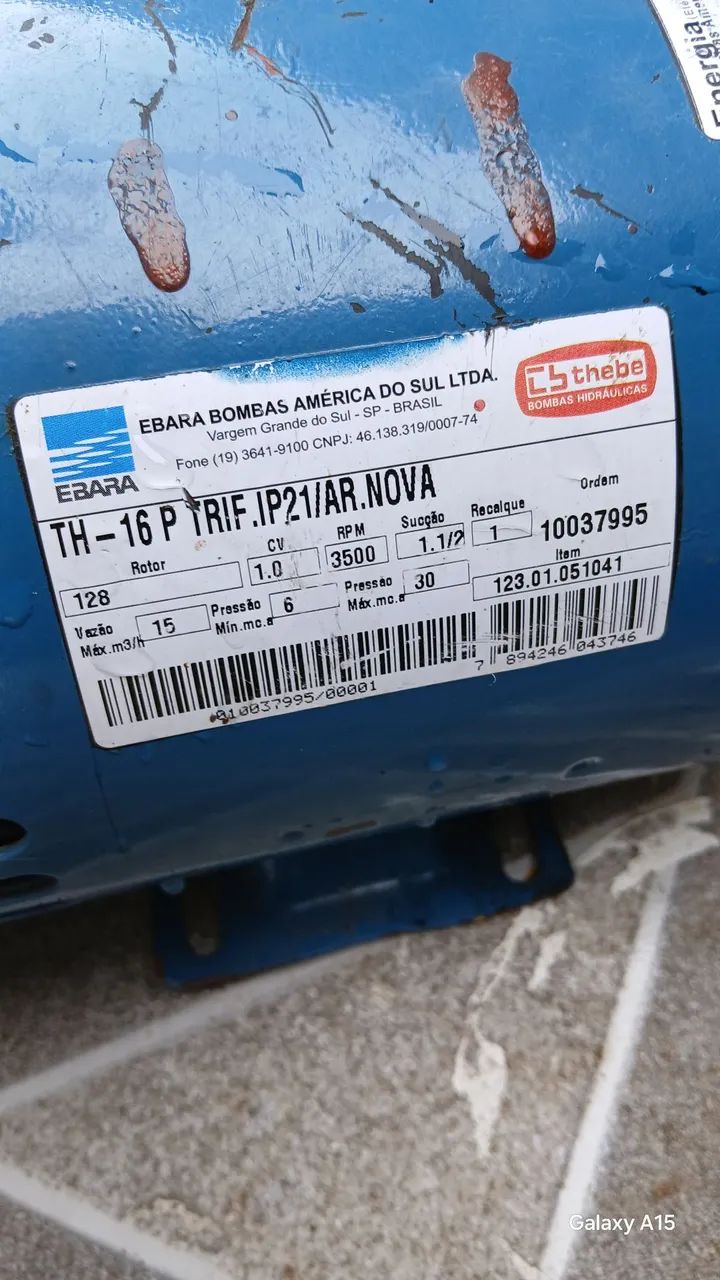 Energia
EBARA
EBARA BOMBAS AMÉRICA DO SUL LTDA.
Vargem Grande do Sul - SP - BRASIL
Fone (19) 3641-9100 CNPJ: 46.138.319/0007-74
thebe
BOMBAS HIDRÁULICAS
TH-16 P TRIF.IP21/AR.NOVA
Rotor CV RPM Sucção Recalque Ordem
128 1.0 3500 1.1/2 1 10037995
Vazão Máx.m3/h 15 Pressão Mín.mc.a 6 Pressão Máx.mc.a 30 Item 123.01.051041
010037995/00001
7 894246 043746
Galaxy A15